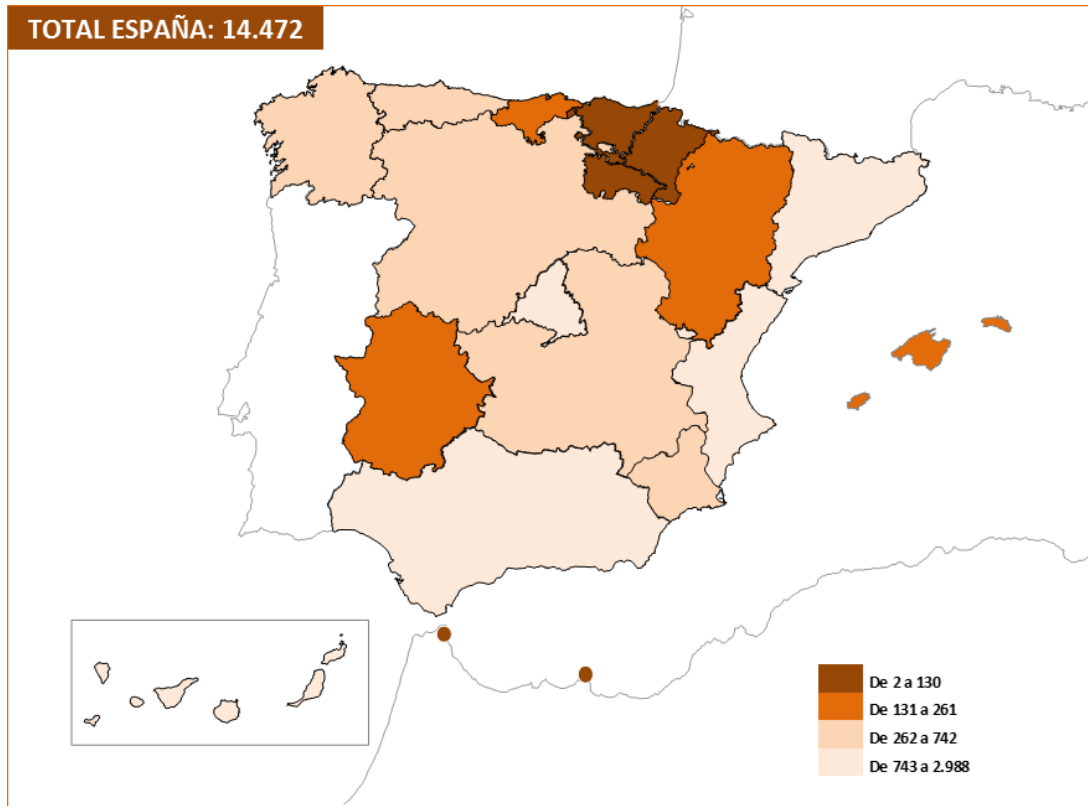 TOTAL ESPAÑA: 14.472
De 2 a 130
De 131 a 261
De 262 a 742
De 743 a 2.988